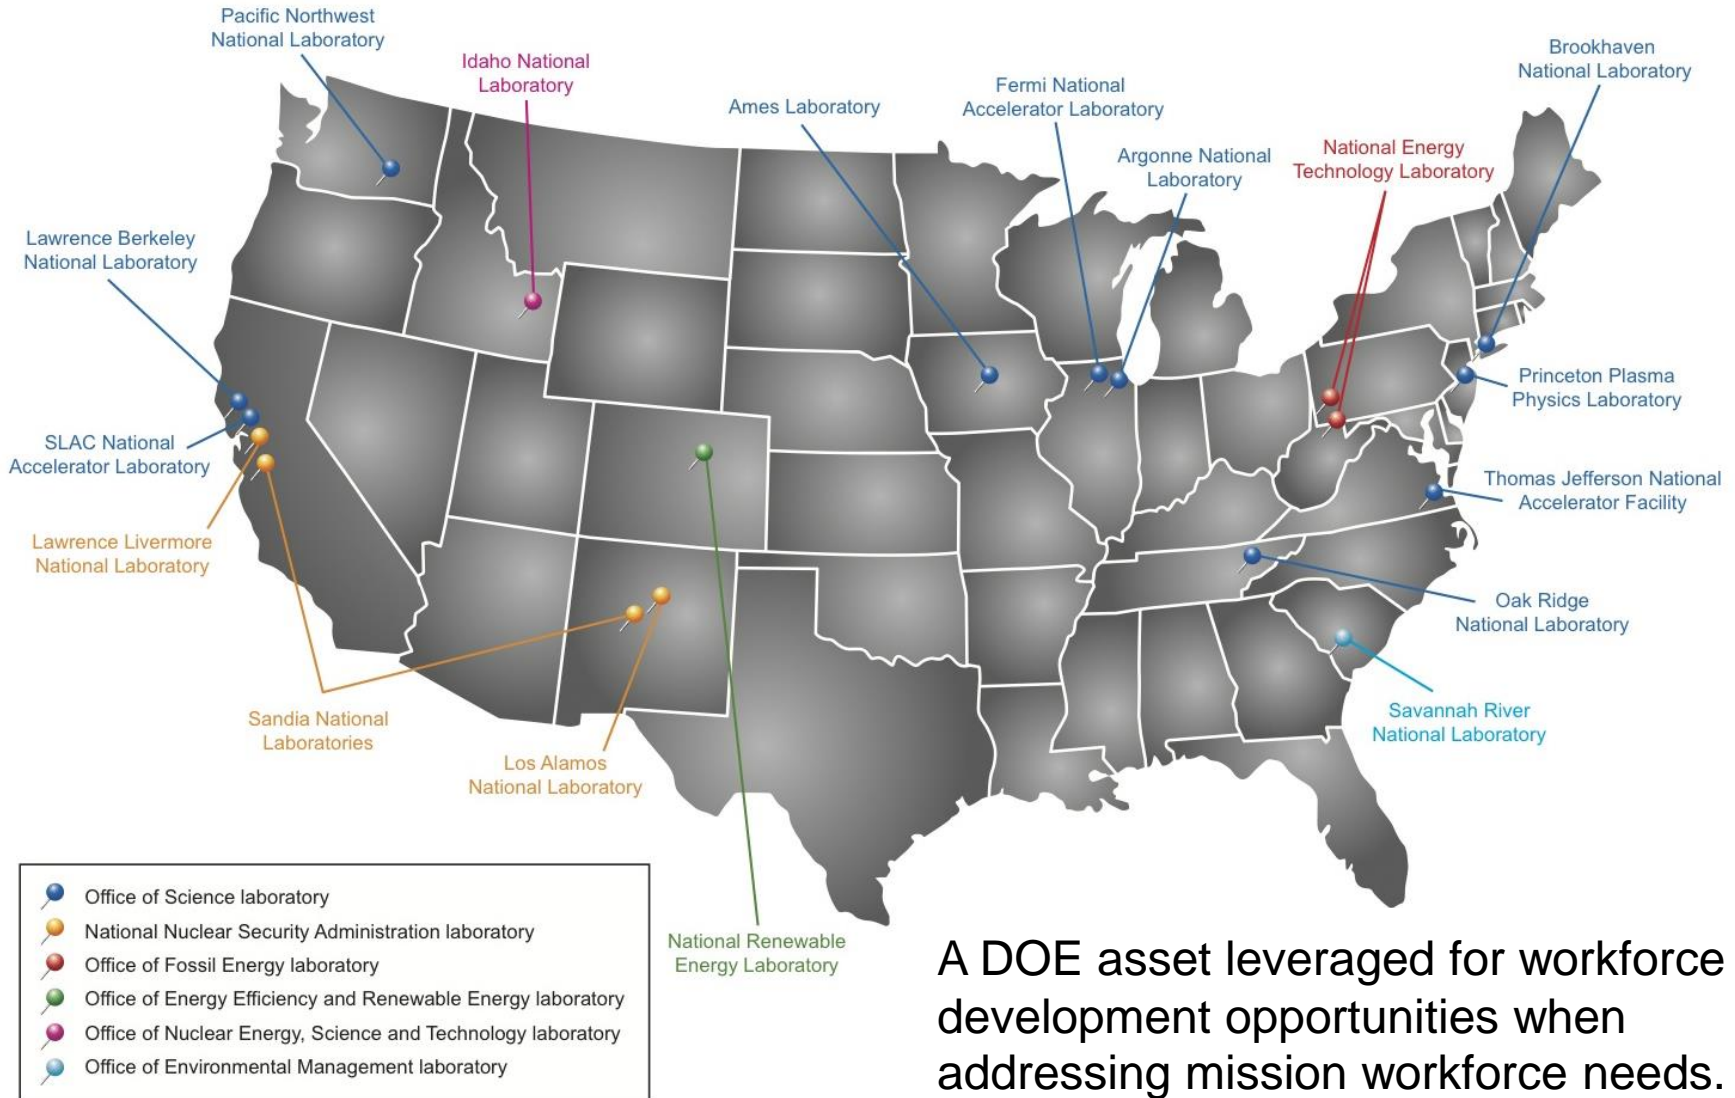 Pacific Northwest
National Laboratory
Idaho National
Laboratory
Ames Laboratory
Fermi National
Accelerator Laboratory
Argonne National
Laboratory
National Energy
Technology Laboratory
Brookhaven
National Laboratory
Lawrence Berkeley
National Laboratory
SLAC National
Accelerator Laboratory
Lawrence Livermore
National Laboratory
Sandia National
Laboratories
Los Alamos
National Laboratory
National Renewable
Energy Laboratory
Princeton Plasma
Physics Laboratory
Thomas Jefferson National
Accelerator Facility
Oak Ridge
National Laboratory
Savannah River
National Laboratory
Office of Science laboratory
National Nuclear Security Administration laboratory
Office of Fossil Energy laboratory
Office of Energy Efficiency and Renewable Energy laboratory
Office of Nuclear Energy, Science and Technology laboratory
Office of Environmental Management laboratory
A DOE asset leveraged for workforce
development opportunities when
addressing mission workforce needs.